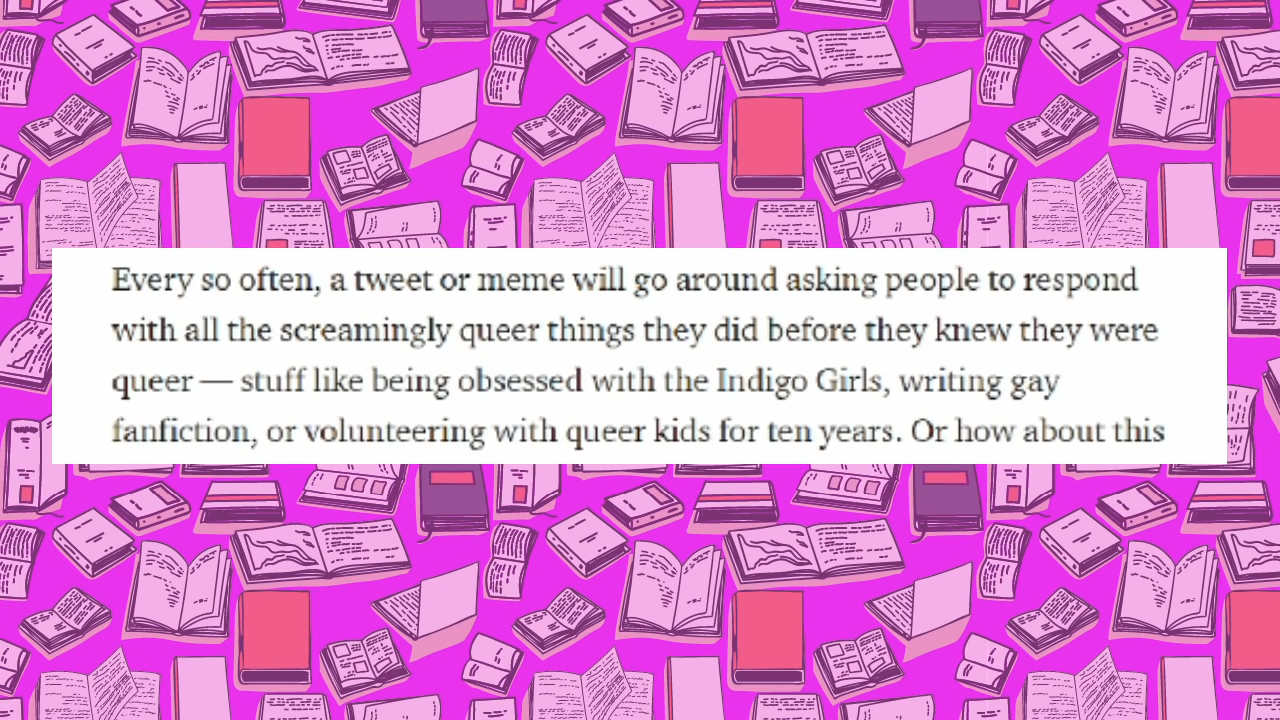 Every so often, a tweet or meme will go around asking people to respond
with all the screamingly queer things they did before they knew they were
queer — stuff like being obsessed with the Indigo Girls, writing gay
fanfiction, or volunteering with queer kids for ten years. Or how about this